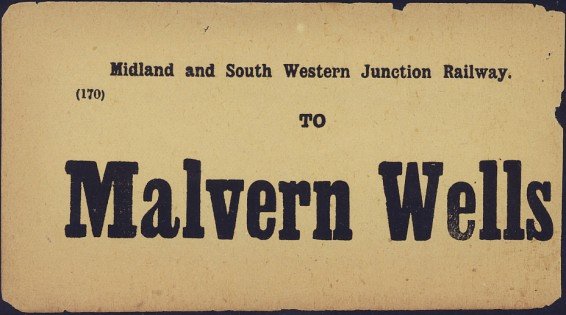 Midland and South Western Junction Railway.
(170)
TO
Malvern Wells